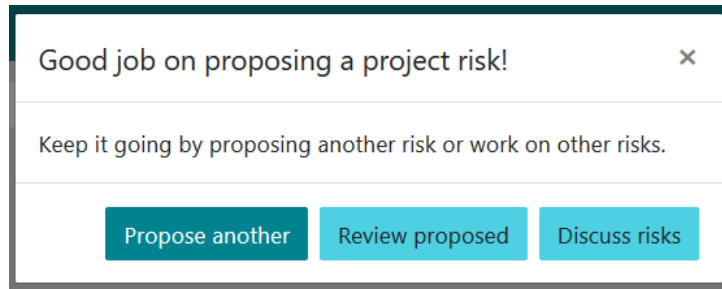 Good job on proposing a project risk!
×
Keep it going by proposing another risk or work on other risks.
Propose another
Review proposed
Discuss risks